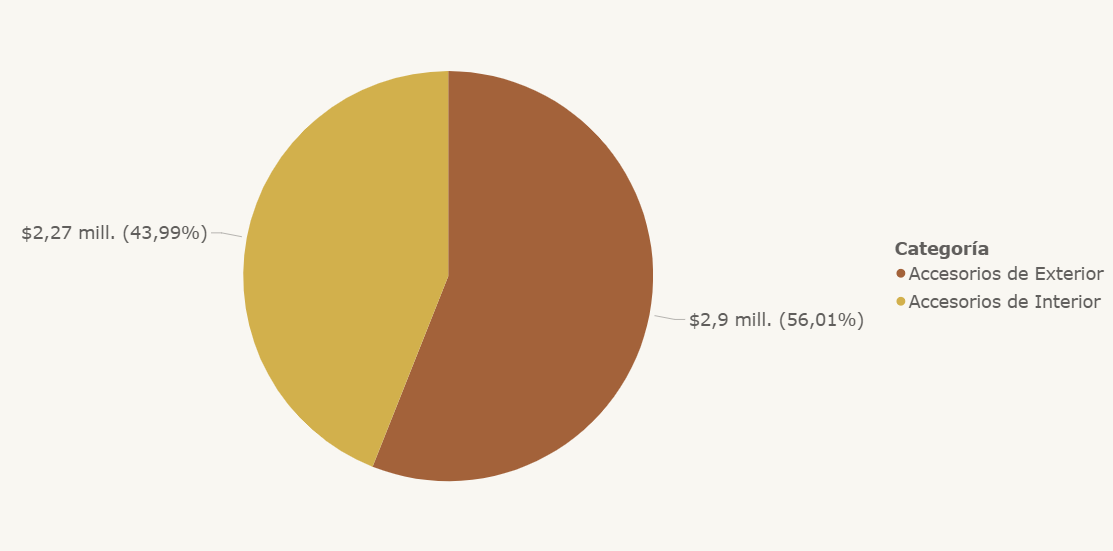 $2,27 mill. (43,99%)
$2,9 mill. (56,01%)
Categoría
Accesorios de Exterior
Accesorios de Interior